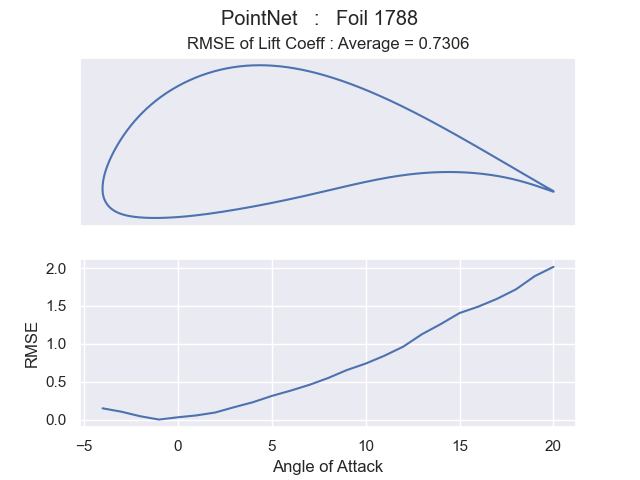 PointNet : Foil 1788
RMSE of Lift Coeff : Average = 0.7306
2.0
1.5
1.0
0.5
0.0
RMSE
−5 0 5 10 15 20
Angle of Attack